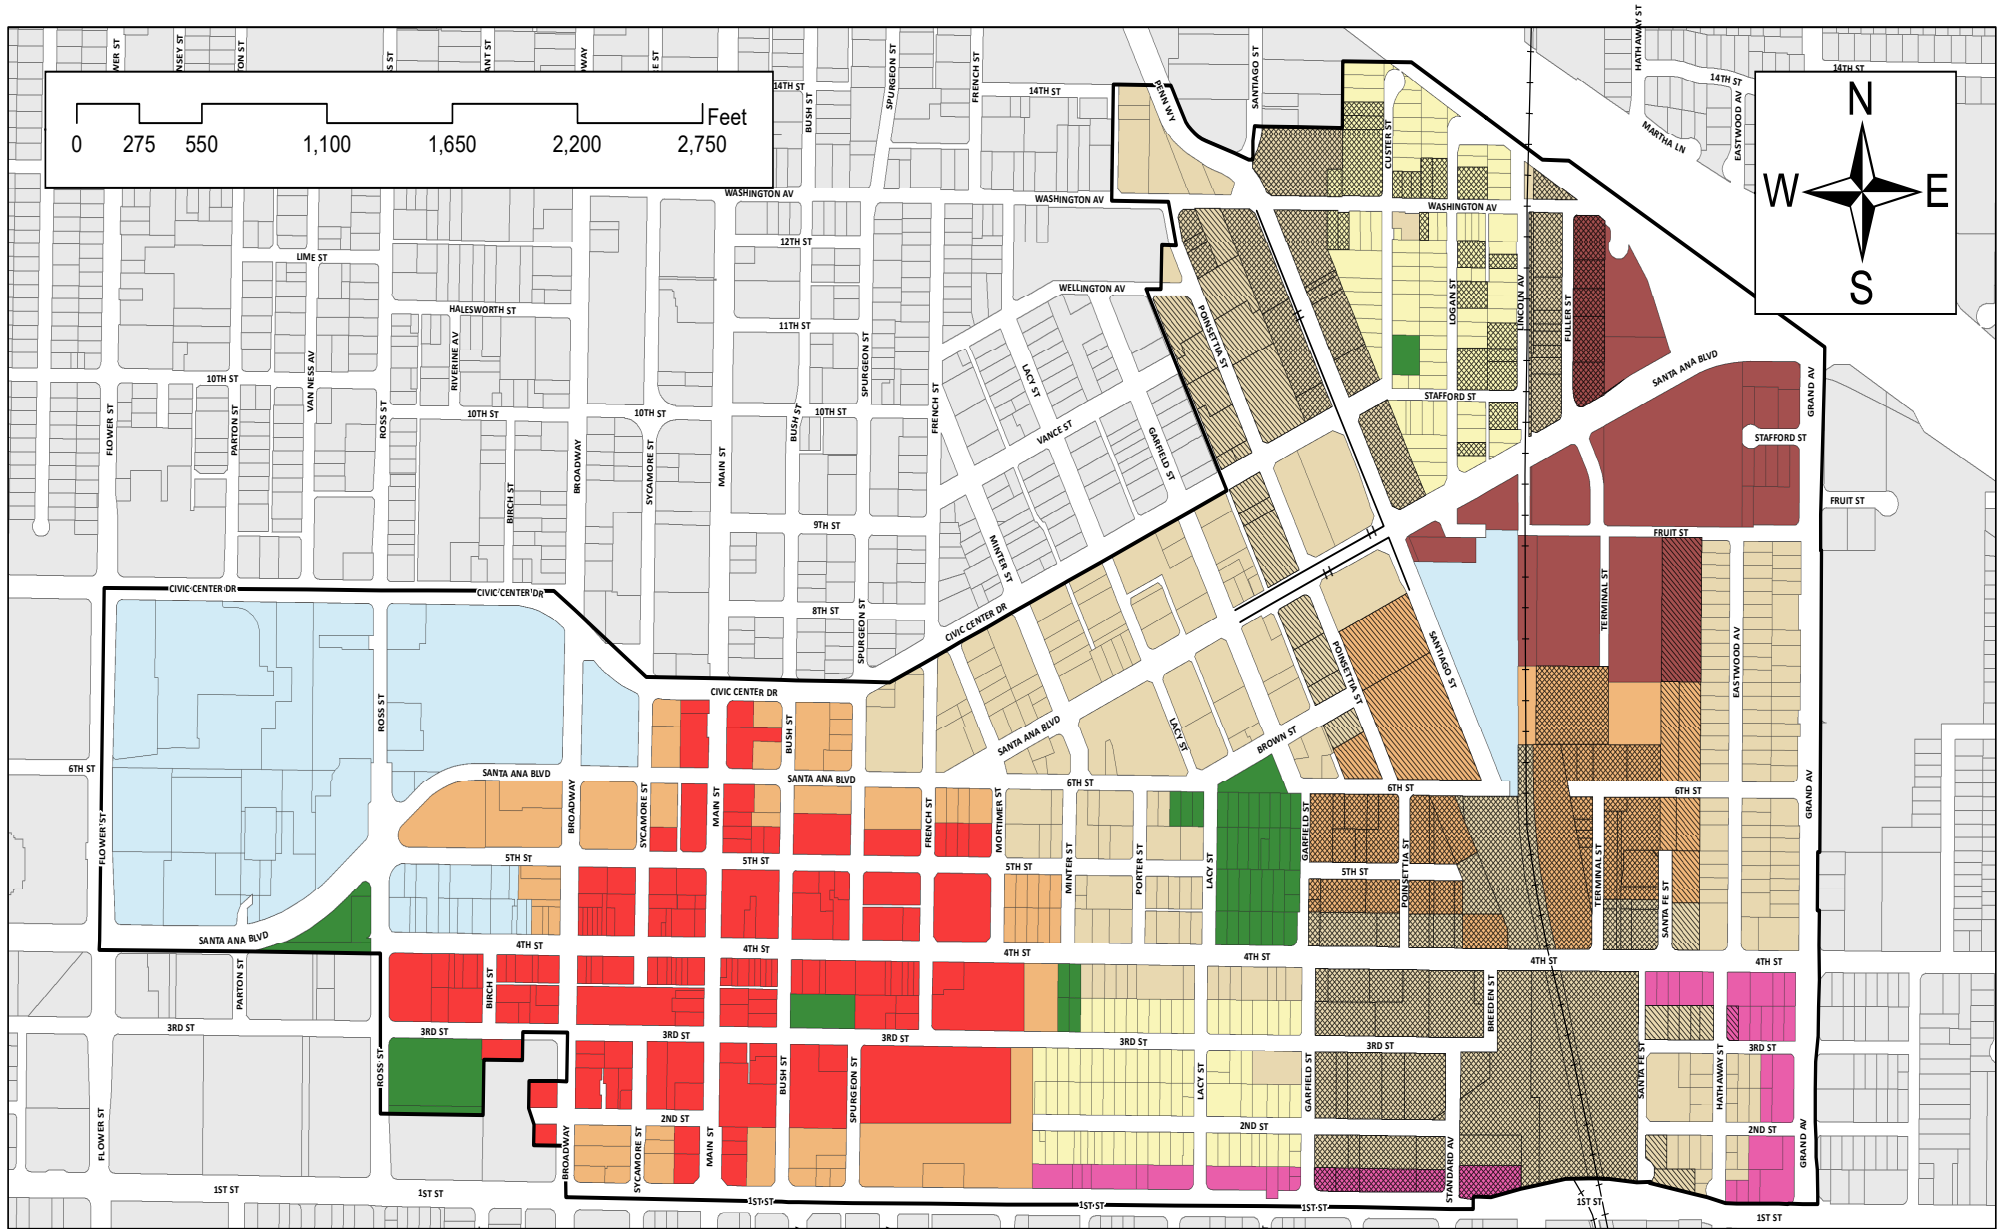 WER ST
NSEY ST
ON ST
S ST
ANT ST
WAY
E ST
14TH ST
BUSH ST
SPURGEON ST
FRENCH ST
14TH ST
PENN WY
SANTIAGO ST
CUSTER ST
HATHAWAY ST
14TH ST
14TH ST
EASTWOOD AV
MARTHA LN
0 275 550 1,100 1,650 2,200 2,750
Feet
N
W E
S
WASHINGTON AV
WASHINGTON AV
WASHINGTON AV
12TH ST
LIME ST
WELLINGTON AV
HALESWORTH ST
11TH ST
POINSETTIA ST
LOGAN ST
LINCOLN AV
FULLER ST
SPURGEON ST
RIVERINE AV
VAN NESS AV
LACY ST
SANTA ANA BLVD
10TH ST
GRAND AV
STAFFORD ST
FLOWER ST
PARTON ST
ROSS ST
10TH ST
10TH ST
BUSH ST
10TH ST
FRENCH ST
VANCE ST
GARFIELD ST
STAFFORD ST
BROADWAY
SYCAMORE ST
MAIN ST
BIRCH ST
9TH ST
FRUIT ST
FRUIT ST
MINTER ST
CIVIC CENTER DR
CIVIC CENTER DR
8TH ST
SPURGEON ST
CIVIC CENTER DR
TERMINAL ST
EASTWOOD AV
POINSETTIA ST
SANTIAGO ST
CIVIC CENTER DR
ROSS ST
BUSH ST
SANTA ANA BLVD
LACY ST
BROWN ST
6TH ST
SANTA ANA BLVD
SANTA ANA BLVD
6TH ST
6TH ST
6TH ST
GRAND AV
FLOWER ST
BROADWAY
SYCAMORE ST
MAIN ST
FRENCH ST
MORTIMER ST
5TH ST
5TH ST
5TH ST
MINTER ST
PORTER ST
LACY ST
GARFIELD ST
5TH ST
POINSETTIA ST
TERMINAL ST
SANTA FE ST
SANTA ANA BLVD
4TH ST
4TH ST
4TH ST
4TH ST
4TH ST
4TH ST
PARTON ST
BIRCH ST
BREEDEN ST
3RD ST
3RD ST
3RD ST
3RD ST
3RD ST
3RD ST
3RD ST
ROSS ST
BUSH ST
SPURGEON ST
LACY ST
GARFIELD ST
SANTA FE ST
HATHAWAY ST
2ND ST
2ND ST
2ND ST
FLOWER ST
BROADWAY
SYCAMORE ST
MAIN ST
STANDARD AV
GRAND AV
1ST ST
1ST ST
1ST ST
1ST ST
1ST ST
1ST ST
1ST ST